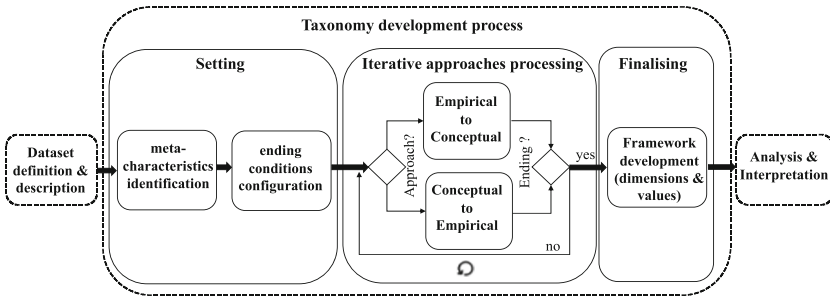 Taxonomy development process
Setting
Iterative approaches processing
Finalising
Dataset
definition &
description
meta-
characteristics
identification
ending
conditions
configuration
Approach?
Empirical
to
Conceptual
Conceptual
to
Empirical
Ending ?
yes
no
Framework
development
(dimensions &
values)
Analysis &
Interpretation